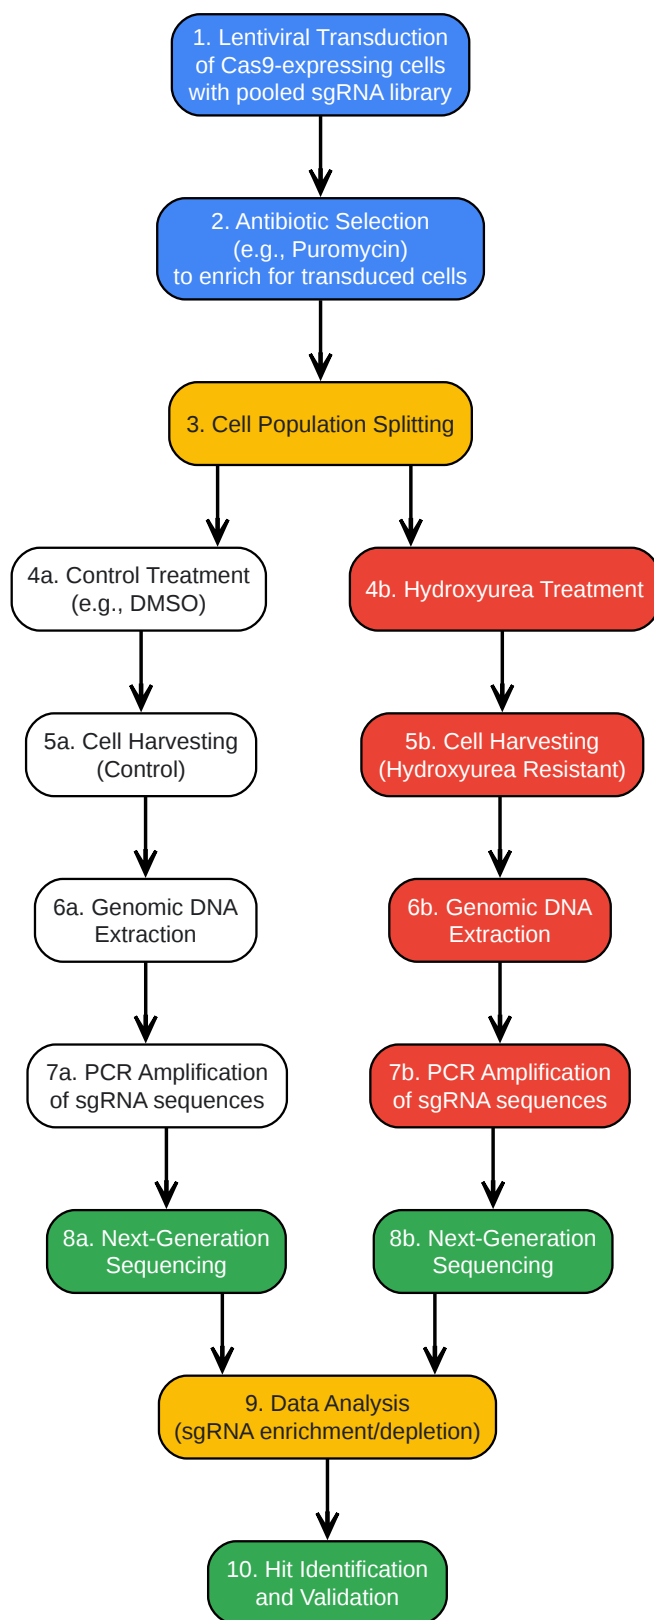 1. Lentiviral Transduction
of Cas9-expressing cells
with pooled sgRNA library
2. Antibiotic Selection
(e.g., Puromycin)
to enrich for transduced cells
3. Cell Population Splitting
4a. Control Treatment
(e.g., DMSO)
4b. Hydroxyurea Treatment
5a. Cell Harvesting
(Control)
5b. Cell Harvesting
(Hydroxyurea Resistant)
6a. Genomic DNA
Extraction
6b. Genomic DNA
Extraction
7a. PCR Amplification
of sgRNA sequences
7b. PCR Amplification
of sgRNA sequences
8a. Next-Generation
Sequencing
8b. Next-Generation
Sequencing
9. Data Analysis
(sgRNA enrichment/depletion)
10. Hit Identification
and Validation